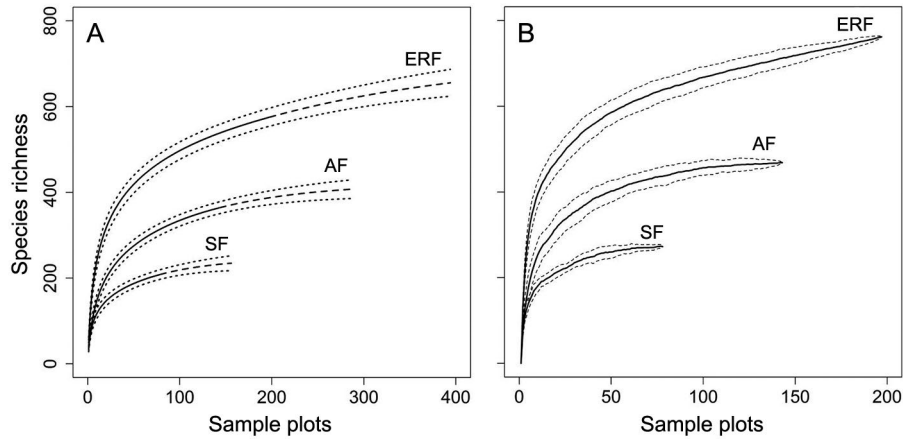 A
B
Species richness
800
600
400
200
0
ERF
AF
SF
ERF
AF
SF
0 100 200 300 400
0 50 100 150 200
Sample plots
Sample plots